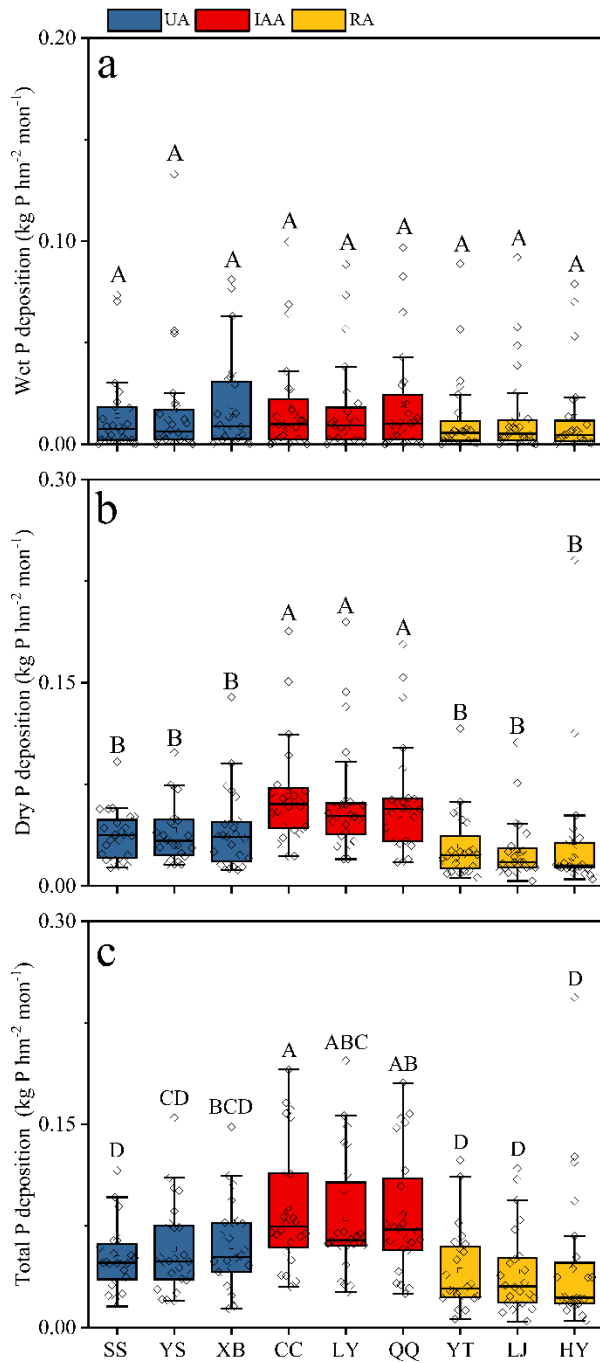 UA IAA RA
a
0.20
0.10
0.00
Wet P deposition (kg P hm⁻² mon⁻¹)
A A A A A A A A A
b
0.30
0.15
0.00
Dry P deposition (kg P hm⁻² mon⁻¹)
B B B A A A B B B
c
0.30
0.15
0.00
Total P deposition (kg P hm⁻² mon⁻¹)
D CD BCD A ABC AB D D D
SS YS XB CC LY QQ YT LJ HY